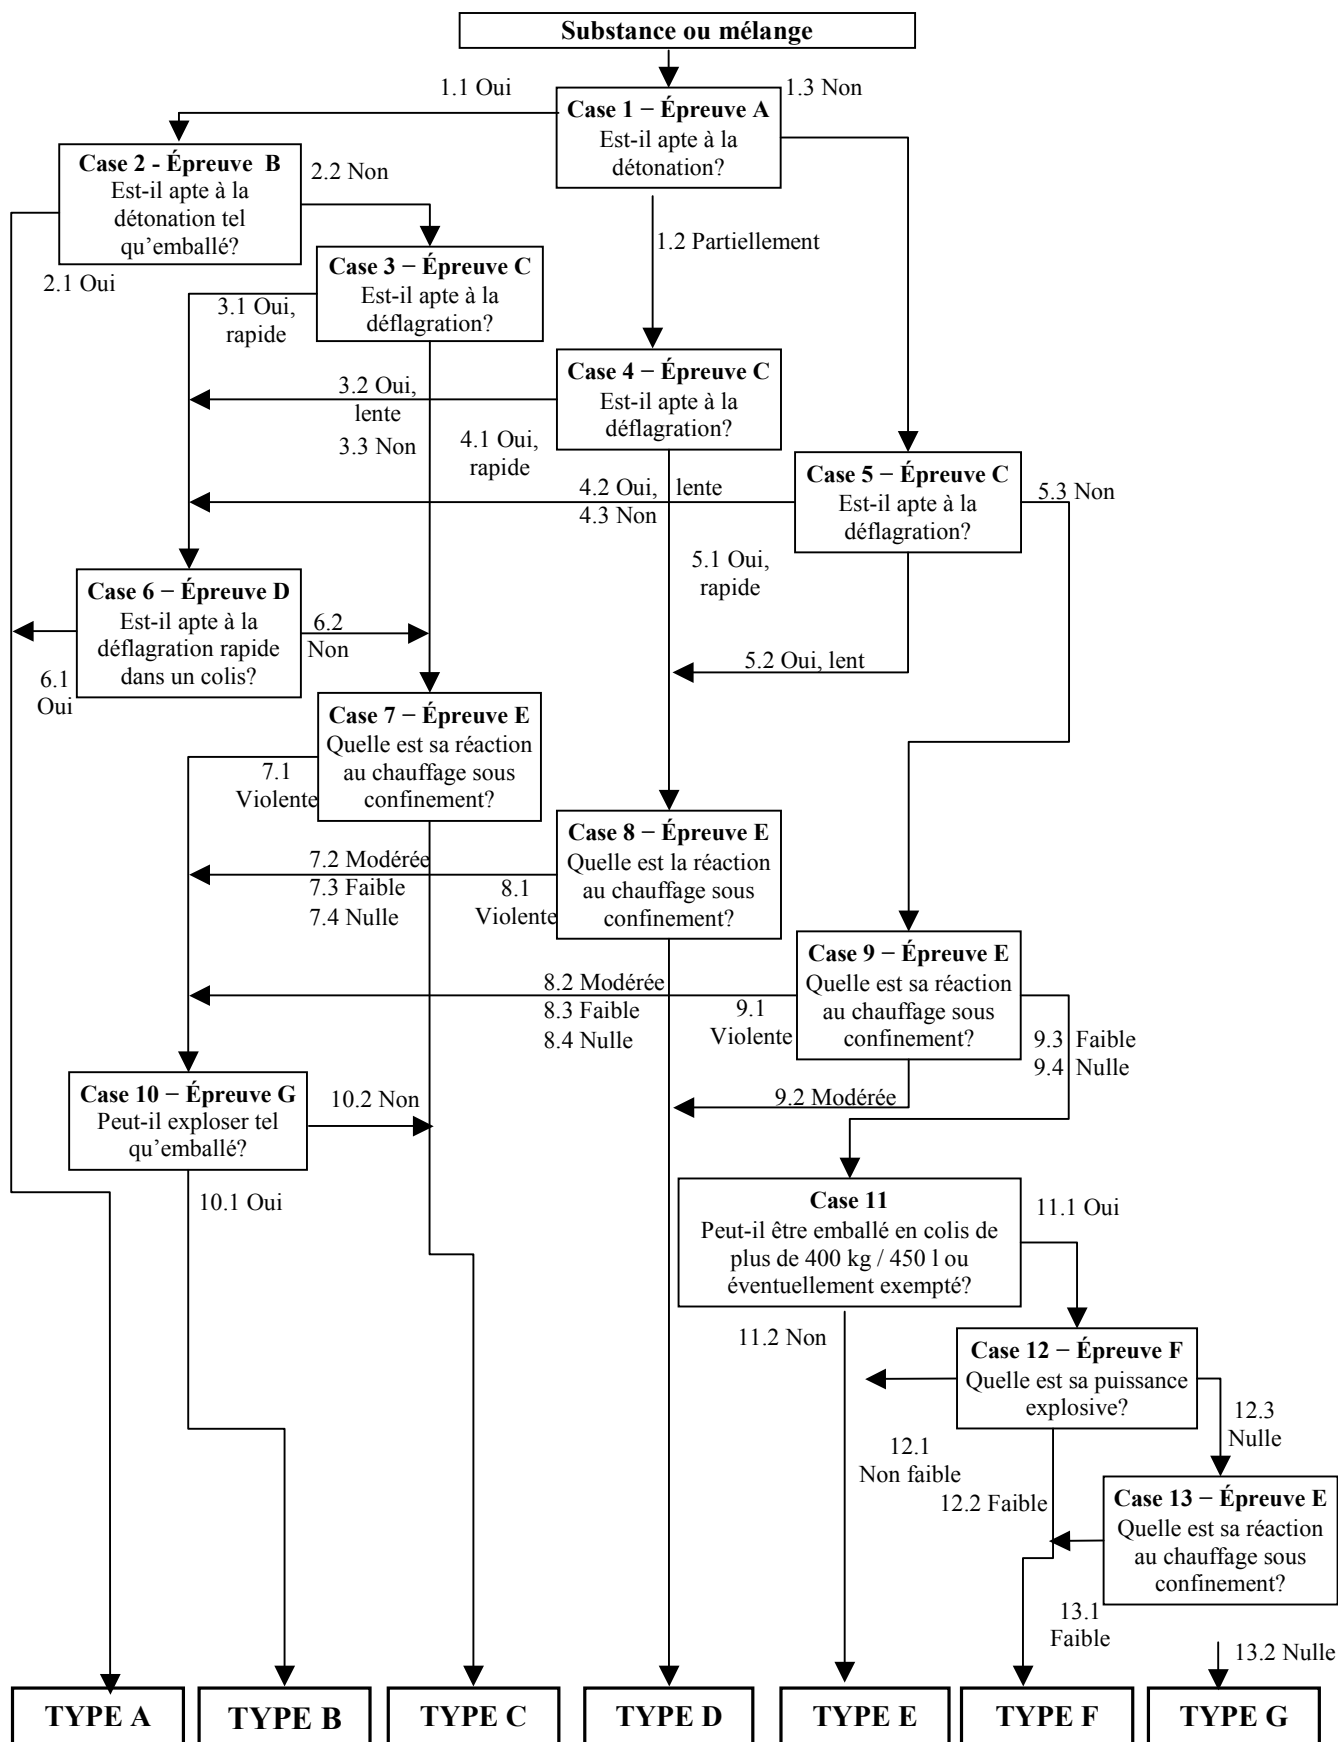 Substance ou mélange
1.1 Oui
1.3 Non
Case 1 − Épreuve A
Est-il apte à la
détonation?
Case 2 - Épreuve B
Est-il apte à la
détonation tel
qu’emballé?
2.2 Non
1.2 Partiellement
2.1 Oui
Case 3 − Épreuve C
Est-il apte à la
déflagration?
3.1 Oui,
rapide
Case 4 − Épreuve C
Est-il apte à la
déflagration?
3.2 Oui,
lente
3.3 Non
4.1 Oui,
rapide
Case 5 − Épreuve C
Est-il apte à la
déflagration?
4.2 Oui, lente
4.3 Non
5.3 Non
5.1 Oui,
rapide
Case 6 − Épreuve D
Est-il apte à la
déflagration rapide
dans un colis?
6.2
Non
6.1
Oui
5.2 Oui, lent
Case 7 − Épreuve E
Quelle est sa réaction
au chauffage sous
confinement?
7.1
Violente
Case 8 − Épreuve E
Quelle est la réaction
au chauffage sous
confinement?
7.2 Modérée
7.3 Faible
7.4 Nulle
8.1
Violente
Case 9 − Épreuve E
Quelle est sa réaction
au chauffage sous
confinement?
8.2 Modérée
8.3 Faible
8.4 Nulle
9.1
Violente
9.3 Faible
9.4 Nulle
9.2 Modérée
Case 10 − Épreuve G
Peut-il exploser tel
qu’emballé?
10.2 Non
10.1 Oui
Case 11
Peut-il être emballé en colis de
plus de 400 kg / 450 l ou
éventuellement exempté?
11.1 Oui
11.2 Non
Case 12 − Épreuve F
Quelle est sa puissance
explosive?
12.3
Nulle
12.1
Non faible
12.2 Faible
Case 13 − Épreuve E
Quelle est sa réaction
au chauffage sous
confinement?
13.1
Faible
13.2 Nulle
TYPE A
TYPE B
TYPE C
TYPE D
TYPE E
TYPE F
TYPE G